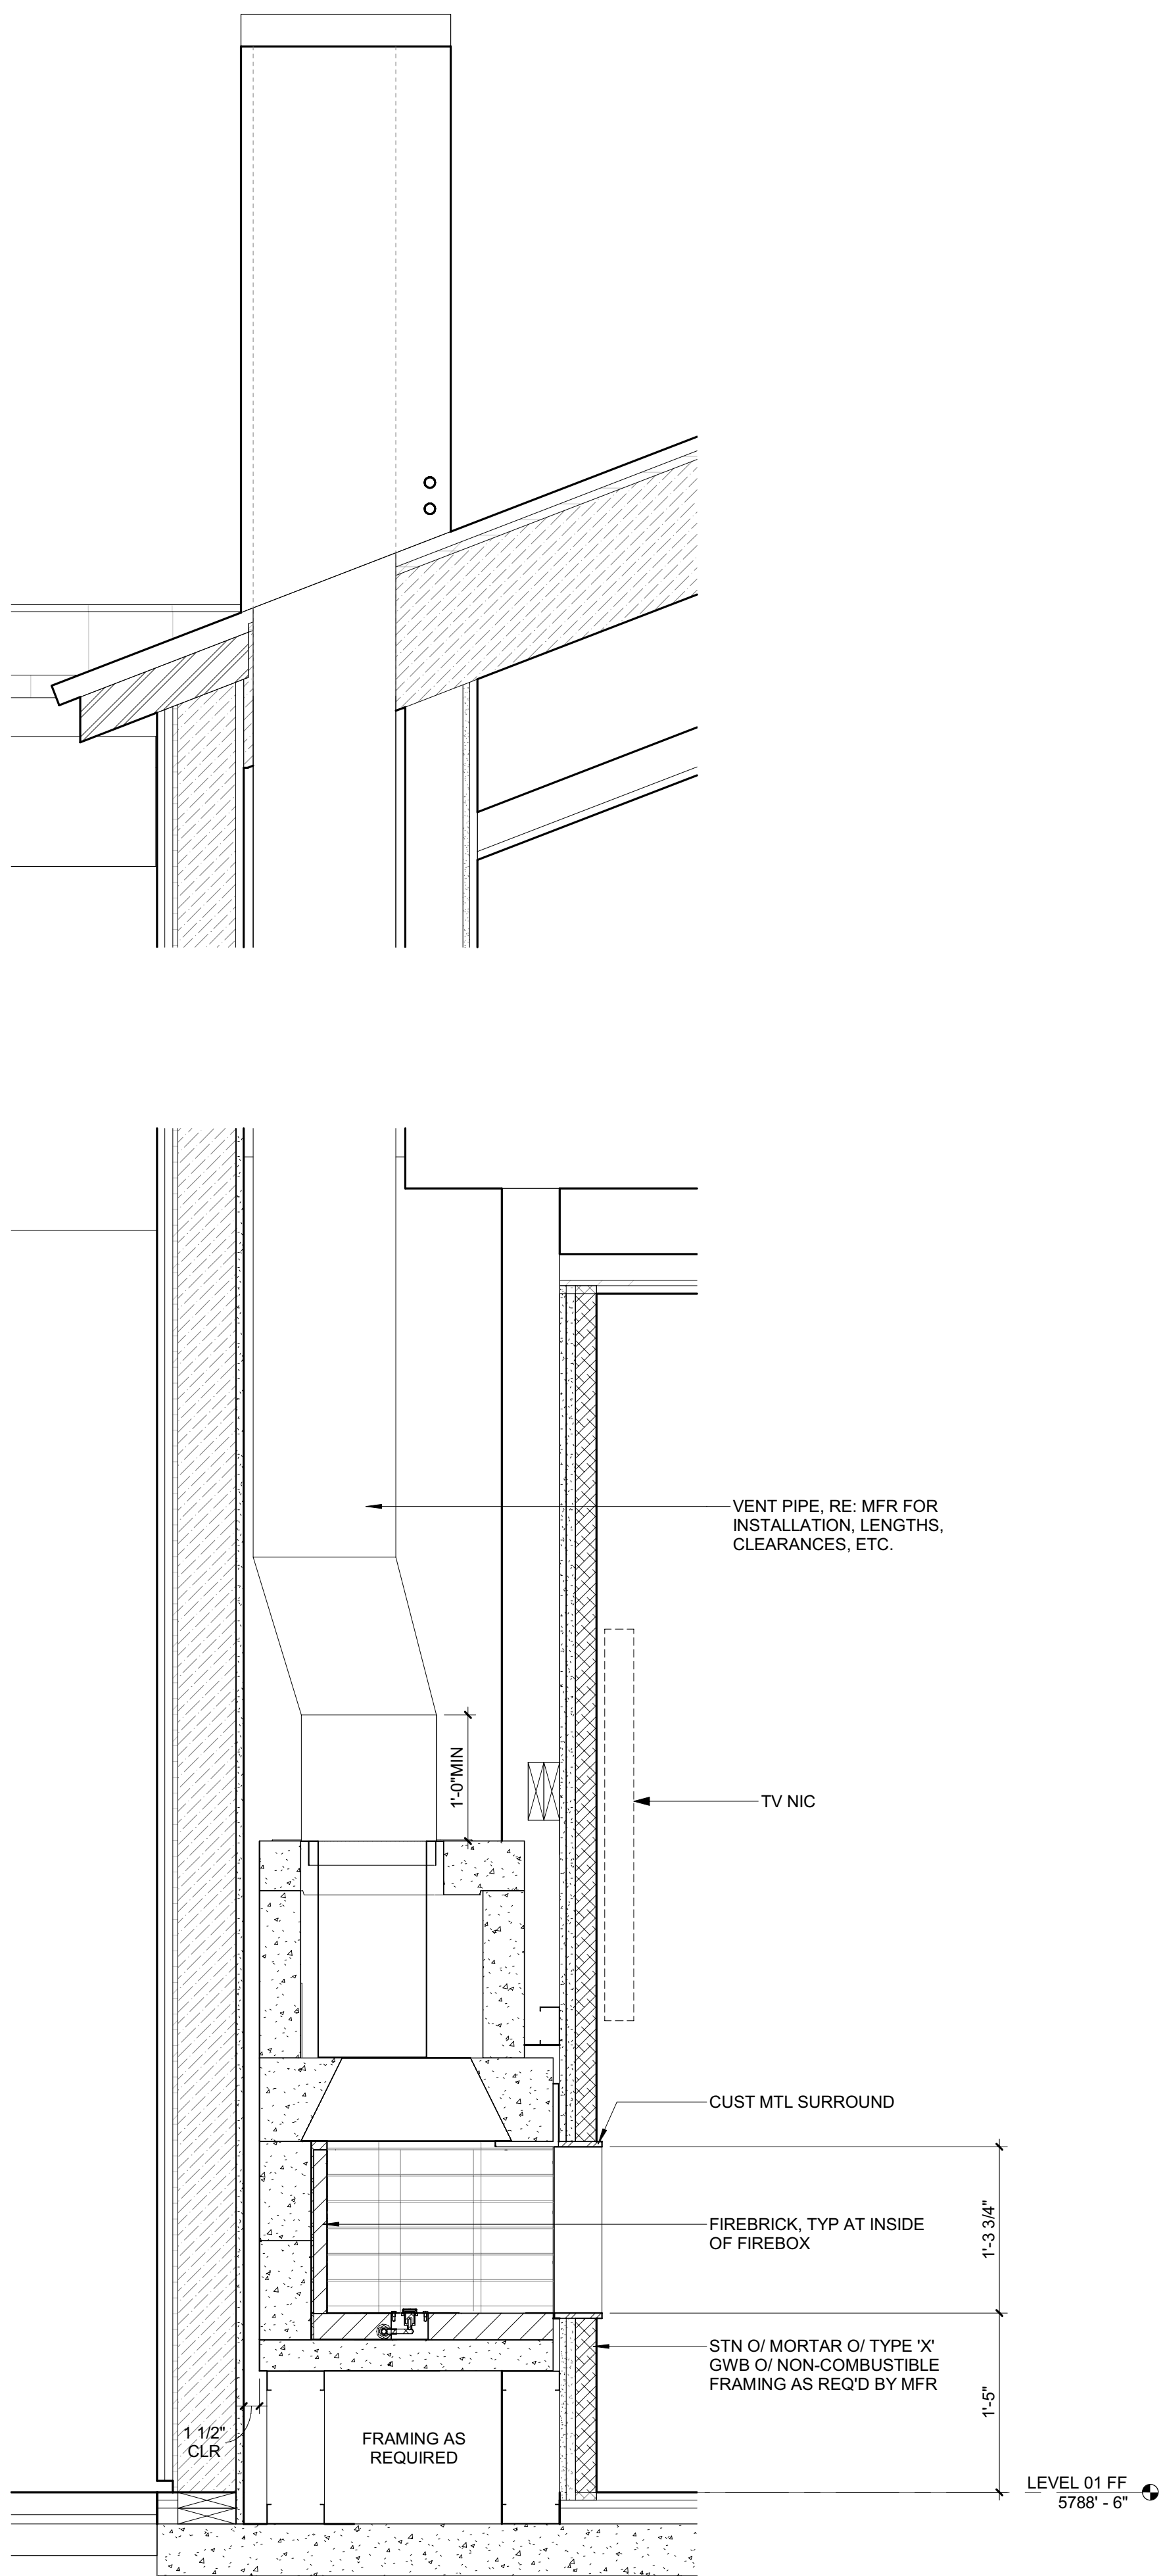 VENT PIPE, RE: MFR FOR
INSTALLATION, LENGTHS,
CLEARANCES, ETC.
1'-0"MIN
TV NIC
CUST MTL SURROUND
FIREBRICK, TYP AT INSIDE
OF FIREBOX
1'-3 3/4"
STN O/ MORTAR O/ TYPE 'X'
GWB O/ NON-COMBUSTIBLE
FRAMING AS REQ'D BY MFR
1'-5"
1 1/2"
CLR
FRAMING AS
REQUIRED
LEVEL 01 FF
5788' - 6"